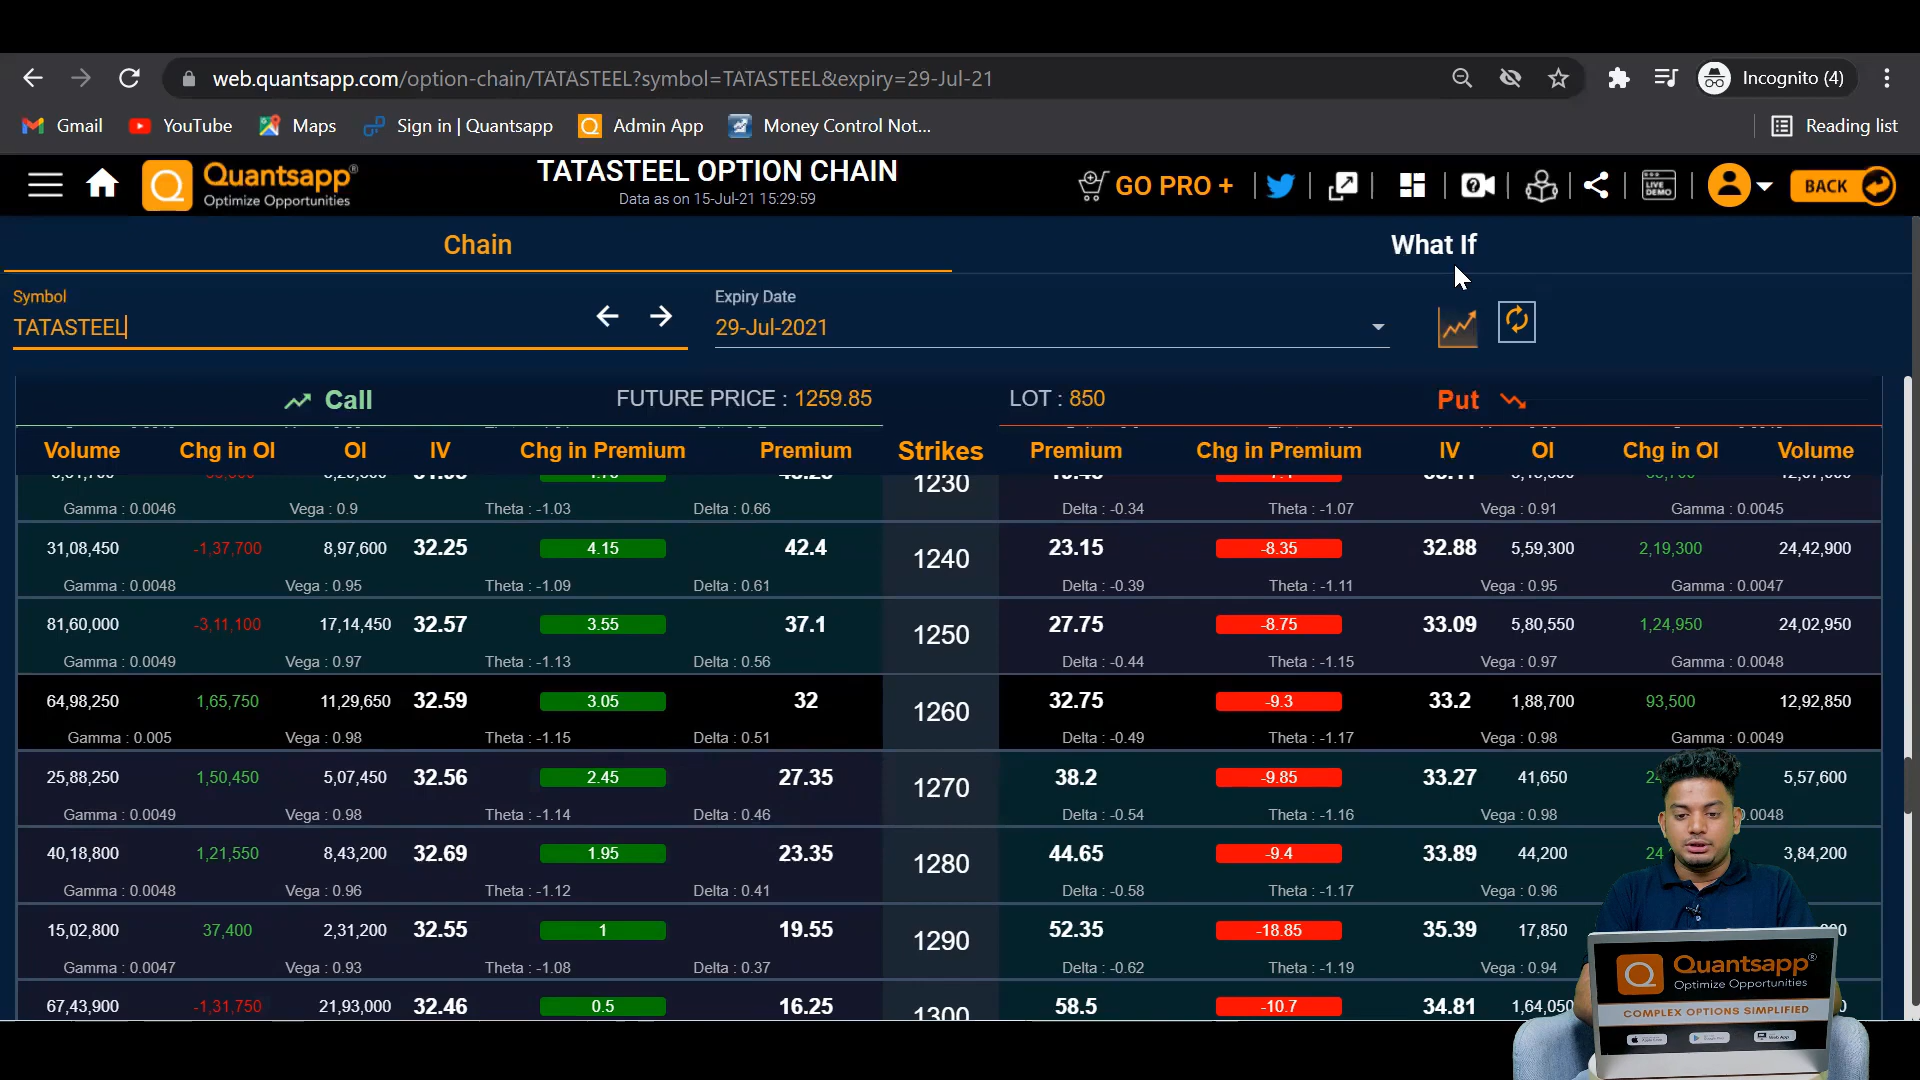 web.quantsapp.com/option-chain/TATASTEEL?symbol=TATASTEEL&expiry=29-Jul-21 Incognito (4)
Gmail YouTube Maps Sign in | Quantsapp Admin App Money Control Not... Reading list
Quantsapp® Optimize Opportunities TATASTEEL OPTION CHAIN GO PRO + LIVE DEMO BACK
Data as on 15-Jul-21 15:29:59
Chain What If
Symbol Expiry Date
TATASTEEL 29-Jul-2021
Call FUTURE PRICE : 1259.85 LOT : 850 Put
Volume Chg in OI OI IV Chg in Premium Premium Strikes Premium Chg in Premium IV OI Chg in OI Volume
1230
Gamma : 0.0046 Vega : 0.9 Theta : -1.03 Delta : 0.66 Delta : -0.34 Theta : -1.07 Vega : 0.91 Gamma : 0.0045
31,08,450 -1,37,700 8,97,600 32.25 4.15 42.4 1240 23.15 -8.35 32.88 5,59,300 2,19,300 24,42,900
Gamma : 0.0048 Vega : 0.95 Theta : -1.09 Delta : 0.61 Delta : -0.39 Theta : -1.11 Vega : 0.95 Gamma : 0.0047
81,60,000 -3,11,100 17,14,450 32.57 3.55 37.1 1250 27.75 -8.75 33.09 5,80,550 1,24,950 24,02,950
Gamma : 0.0049 Vega : 0.97 Theta : -1.13 Delta : 0.56 Delta : -0.44 Theta : -1.15 Vega : 0.97 Gamma : 0.0048
64,98,250 1,65,750 11,29,650 32.59 3.05 32 1260 32.75 -9.3 33.2 1,88,700 93,500 12,92,850
Gamma : 0.005 Vega : 0.98 Theta : -1.15 Delta : 0.51 Delta : -0.49 Theta : -1.17 Vega : 0.98 Gamma : 0.0049
25,88,250 1,50,450 5,07,450 32.56 2.45 27.35 1270 38.2 -9.85 33.27 41,650 5,57,600
Gamma : 0.0049 Vega : 0.98 Theta : -1.14 Delta : 0.46 Delta : -0.54 Theta : -1.16 Vega : 0.98 0.0048
40,18,800 1,21,550 8,43,200 32.69 1.95 23.35 1280 44.65 -9.4 33.89 44,200 3,84,200
Gamma : 0.0048 Vega : 0.96 Theta : -1.12 Delta : 0.41 Delta : -0.58 Theta : -1.17 Vega : 0.96
15,02,800 37,400 2,31,200 32.55 1 19.55 1290 52.35 -18.85 35.39 17,850
Gamma : 0.0047 Vega : 0.93 Theta : -1.08 Delta : 0.37 Delta : -0.62 Theta : -1.19 Vega : 0.94
67,43,900 -1,31,750 21,93,000 32.46 0.5 16.25 1300 58.5 -10.7 34.81 1,64,050
Quantsapp®
Optimize Opportunities
COMPLEX OPTIONS SIMPLIFIED